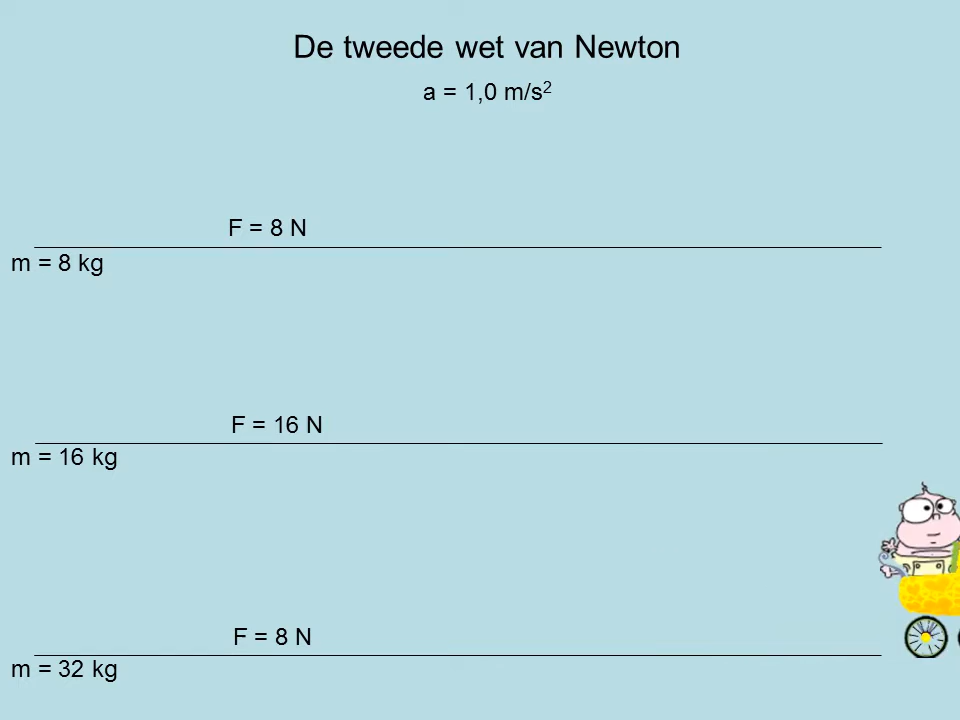 De tweede wet van Newton
a = 1,0 m/s²
F = 8 N
m = 8 kg
F = 16 N
m = 16 kg
F = 8 N
m = 32 kg